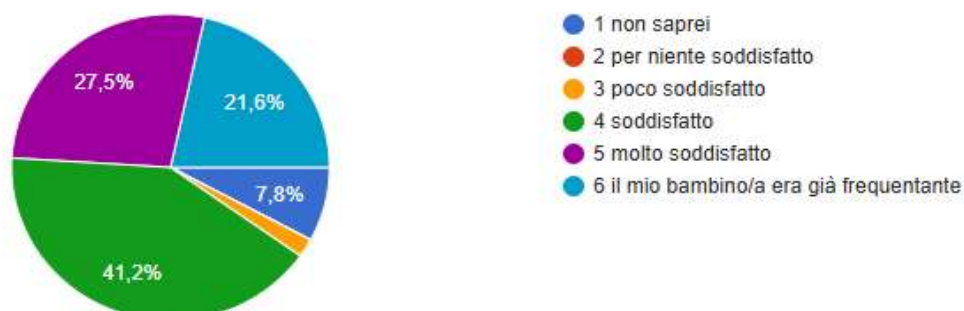 27,5%
21,6%
7,8%
41,2%
1 non saprei
2 per niente soddisfatto
3 poco soddisfatto
4 soddisfatto
5 molto soddisfatto
6 il mio bambino/a era già frequentante